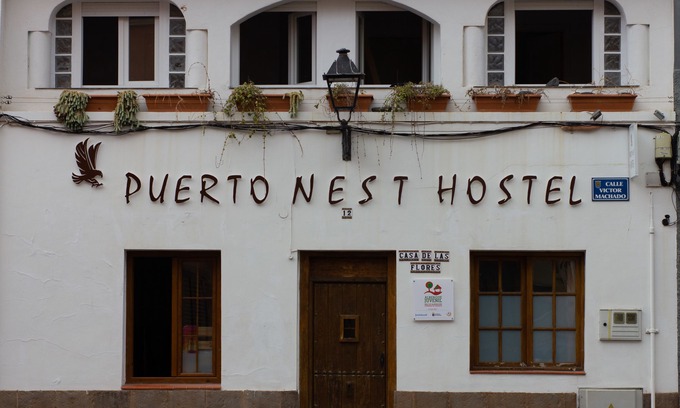 PUERTO NEST HOSTEL
CALLE
VICTOR
MACHADO
12
CASA DE LAS
FLORES